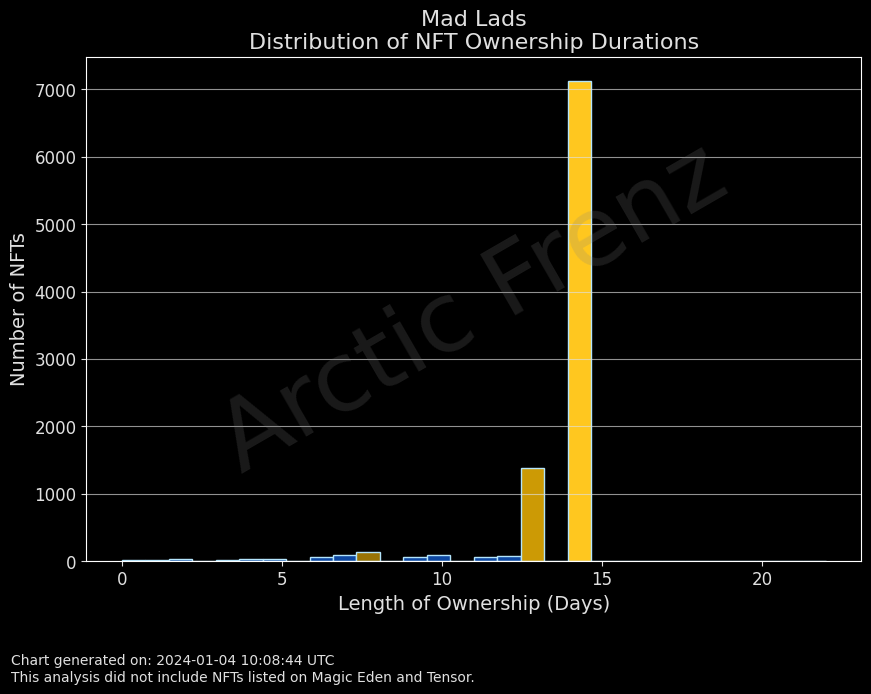 Mad Lads
Distribution of NFT Ownership Durations
7000
6000
5000
4000
3000
2000
1000
0
Number of NFTs
Arctic Frenz
0 5 10 15 20
Length of Ownership (Days)
Chart generated on: 2024-01-04 10:08:44 UTC
This analysis did not include NFTs listed on Magic Eden and Tensor.